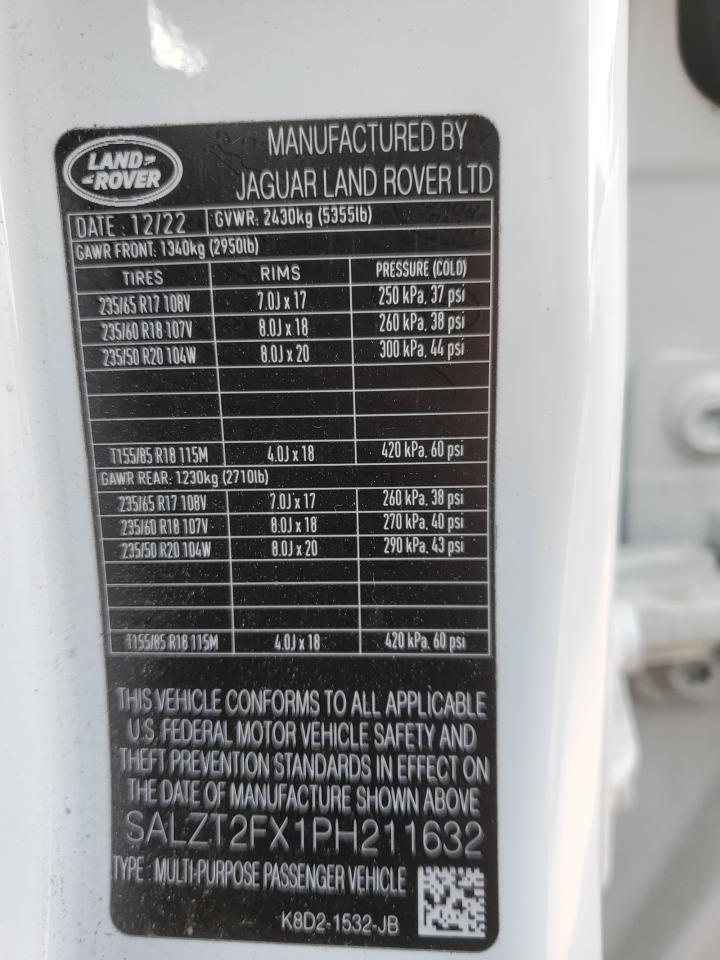 LAND-
-ROVER
MANUFACTURED BY
JAGUAR LAND ROVER LTD
DATE : 12/22 GVWR: 2430kg (5355lb)
GAWR FRONT: 1340kg (2950lb)
TIRES RIMS PRESSURE (COLD)
235/65 R17 108V 7.0J x 17 250 kPa, 37 psi
235/60 R18 107V 8.0J x 18 260 kPa, 38 psi
235/50 R20 104W 8.0J x 20 300 kPa, 44 psi
T155/85 R18 115M 4.0J x 18 420 kPa, 60 psi
GAWR REAR: 1230kg (2710lb)
235/65 R17 108V 7.0J x 17 260 kPa, 38 psi
235/60 R18 107V 8.0J x 18 270 kPa, 40 psi
235/50 R20 104W 8.0J x 20 290 kPa, 43 psi
T155/85 R18 115M 4.0J x 18 420 kPa, 60 psi
THIS VEHICLE CONFORMS TO ALL APPLICABLE
U.S. FEDERAL MOTOR VEHICLE SAFETY AND
THEFT PREVENTION STANDARDS IN EFFECT ON
THE DATE OF MANUFACTURE SHOWN ABOVE
SALZT2FX1PH211632
TYPE : MULTI-PURPOSE PASSENGER VEHICLE
K8D2-1532-JB